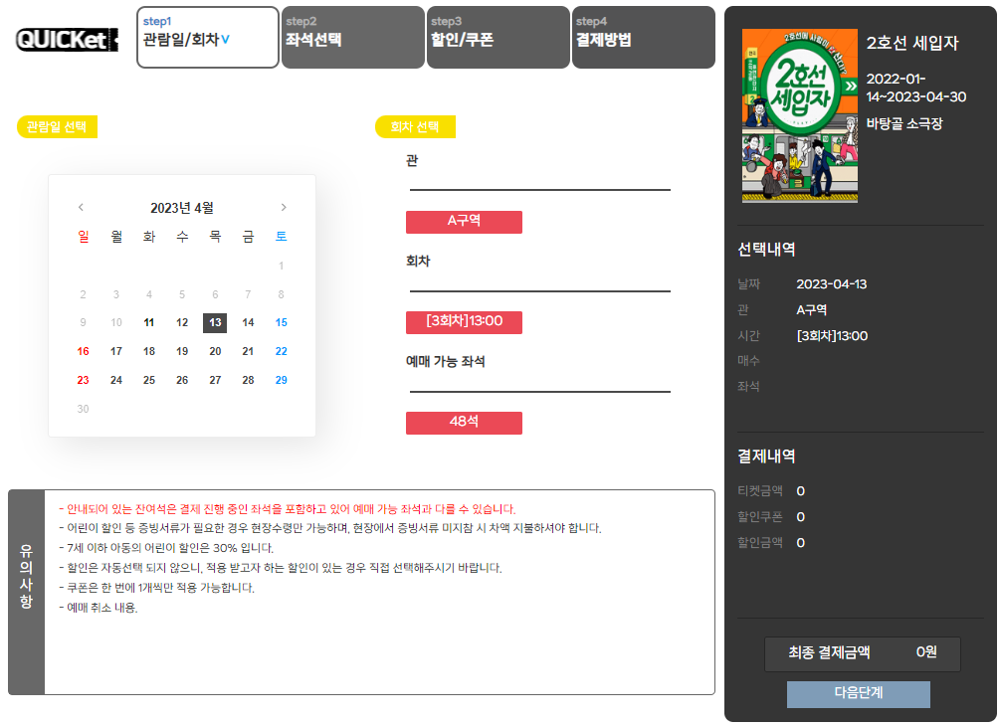 QUICKet
step1
관람일/회차V
step2
좌석선택
step3
할인/쿠폰
step4
결제방법
관람일 선택
2023년 4월
일 월 화 수 목 금 토
1
2 3 4 5 6 7 8
9 10 11 12 13 14 15
16 17 18 19 20 21 22
23 24 25 26 27 28 29
30
회차 선택
관
A구역
회차
[3회차]13:00
예매 가능 좌석
48석
유의사항
- 안내되어 있는 잔여석은 결제 진행 중인 좌석을 포함하고 있어 예매 가능 좌석과 다를 수 있습니다.
- 어린이 할인 등 증빙서류가 필요한 경우 현장수령만 가능하며, 현장에서 증빙서류 미지참 시 차액 지불하셔야 합니다.
- 7세 이하 아동의 어린이 할인은 30% 입니다.
- 할인은 자동선택 되지 않으니, 적용 받고자 하는 할인이 있는 경우 직접 선택해주시기 바랍니다.
- 쿠폰은 한 번에 1개씩만 적용 가능합니다.
- 예매 취소 내용.
2호선
세입자
2호선 세입자
2022-01-
14~2023-04-30
바탕골 소극장
선택내역
날짜 2023-04-13
관 A구역
시간 [3회차]13:00
매수
좌석
결제내역
티켓금액 0
할인쿠폰 0
할인금액 0
최종 결제금액 0원
다음단계